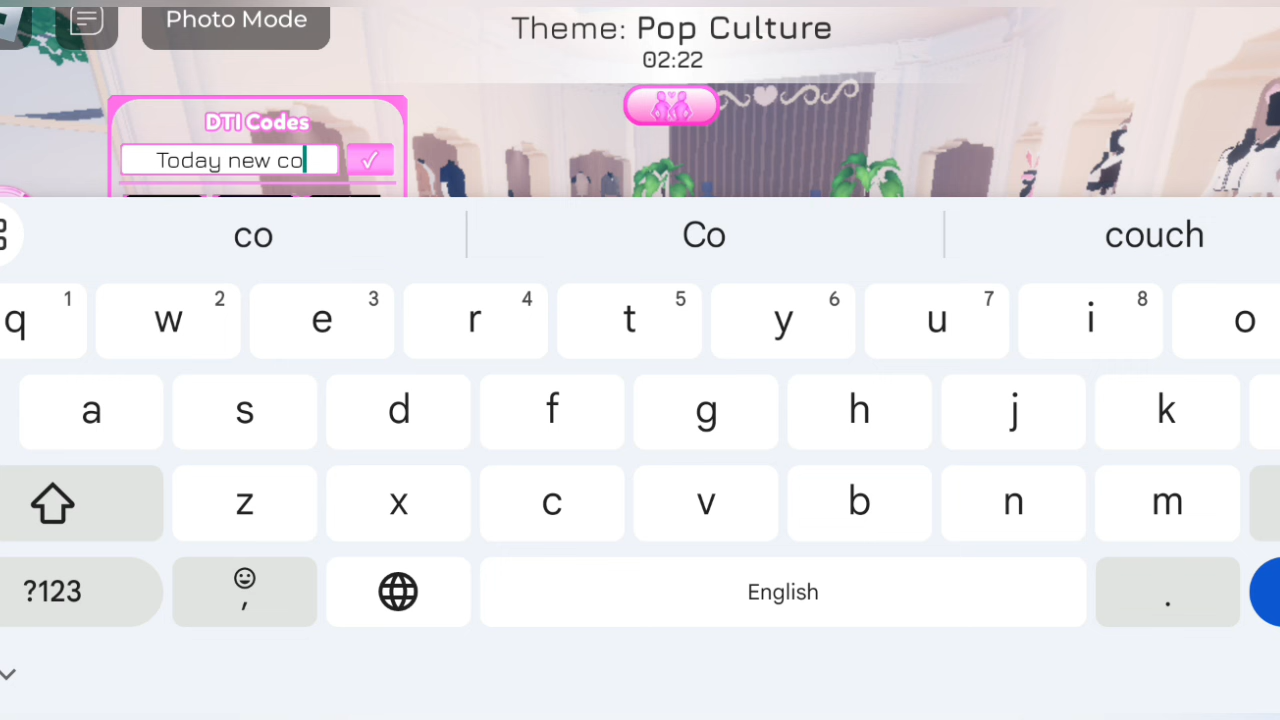 Photo Mode
Theme: Pop Culture
02:22
DTI Codes
Today new co
co
Co
couch
q 1 w 2 e 3 r 4 t 5 y 6 u 7 i 8 o
a s d f g h j k
z x c v b n m
?123 , English .